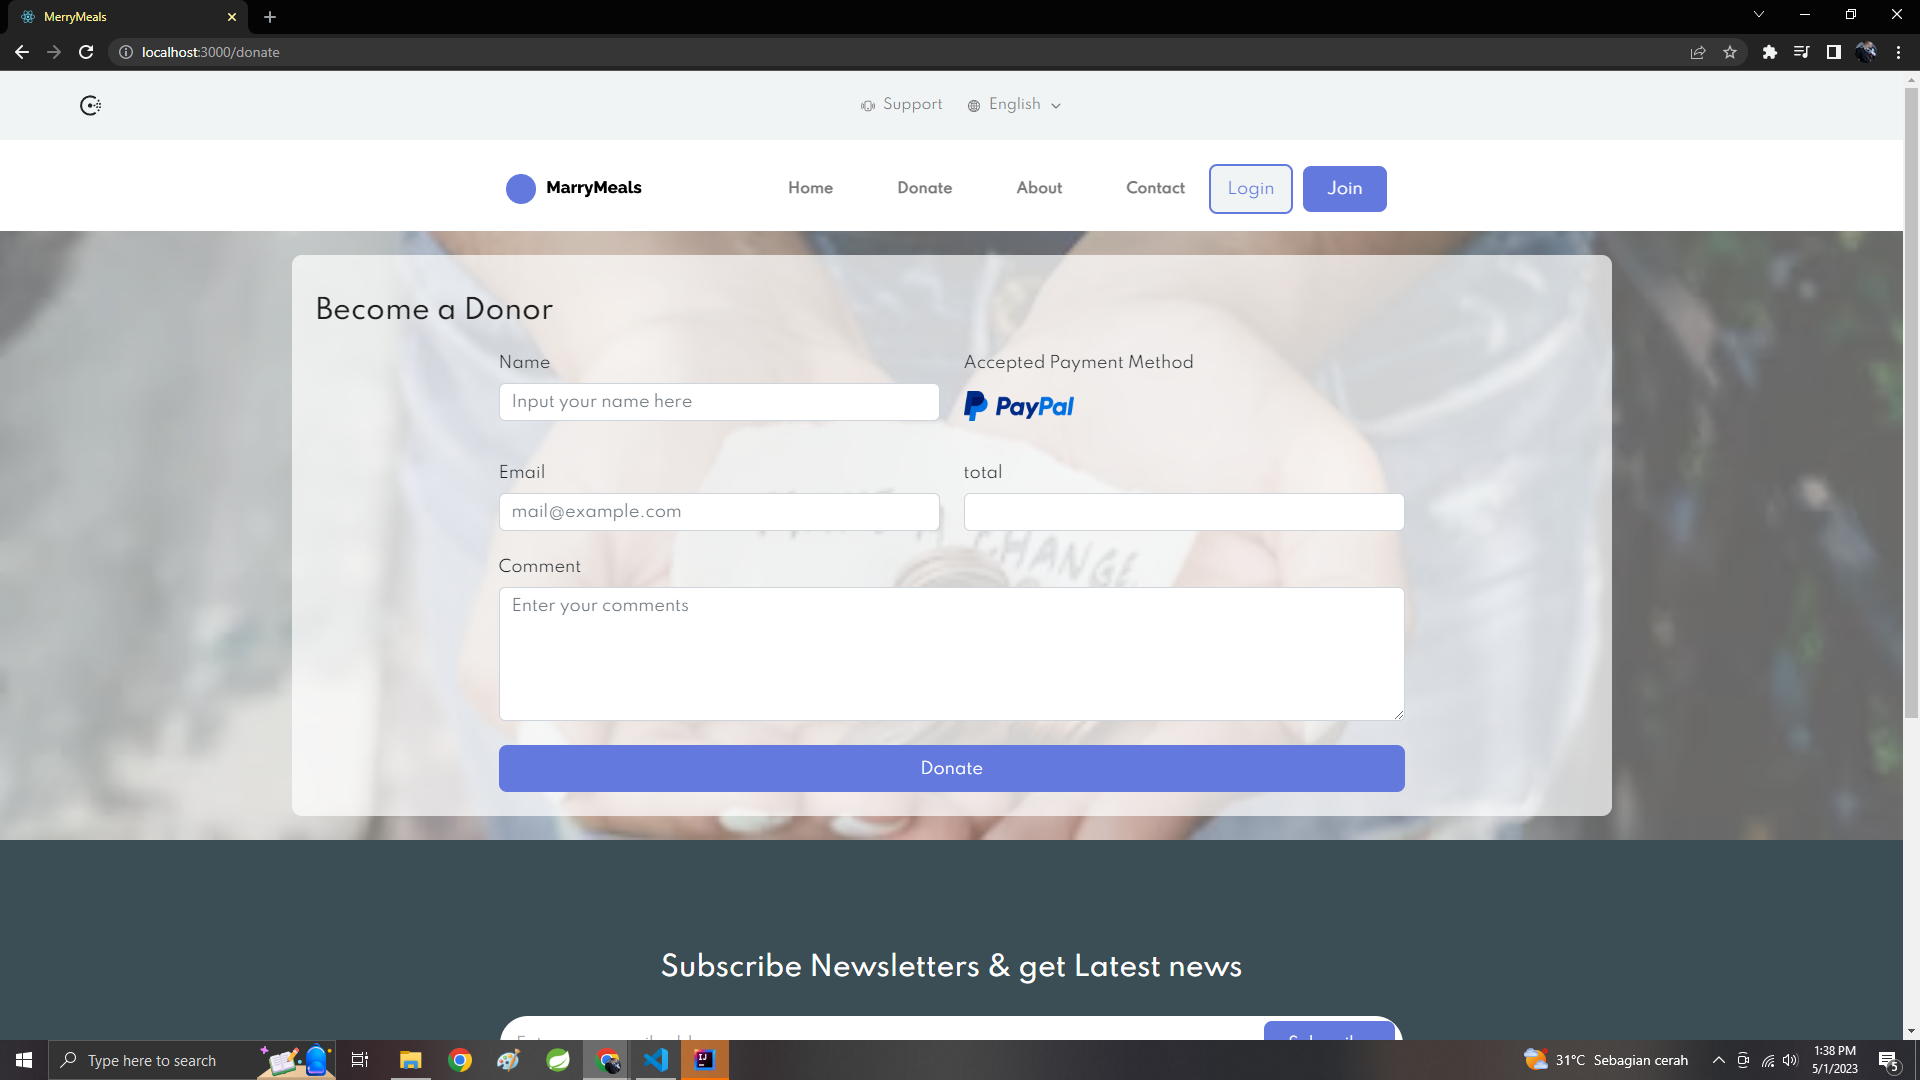 MerryMeals
localhost:3000/donate
Support
English
MarryMeals
Home
Donate
About
Contact
Login
Join
Become a Donor
Name
Accepted Payment Method
Input your name here
PayPal
Email
total
mail@example.com
CHANGE
Comment
Enter your comments
Donate
Subscribe Newsletters & get Latest news
Type here to search
31°C Sebagian cerah
1:38 PM
5/1/2023
5